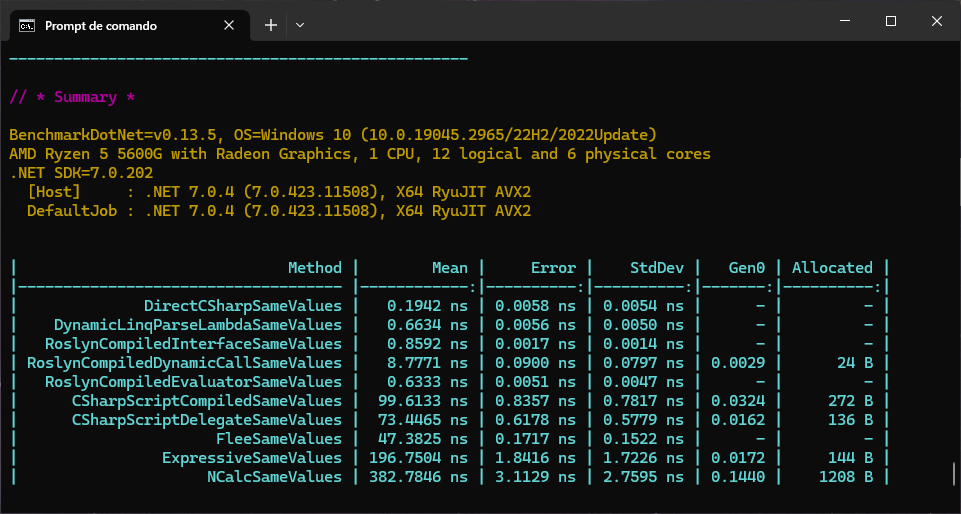 Prompt de comando
--------------------------------------------------
// * Summary *
BenchmarkDotNet=v0.13.5, OS=Windows 10 (10.0.19045.2965/22H2/2022Update)
AMD Ryzen 5 5600G with Radeon Graphics, 1 CPU, 12 logical and 6 physical cores
.NET SDK=7.0.202
  [Host]     : .NET 7.0.4 (7.0.423.11508), X64 RyuJIT AVX2
  DefaultJob : .NET 7.0.4 (7.0.423.11508), X64 RyuJIT AVX2
|                              Method |        Mean |     Error |    StdDev |   Gen0 | Allocated |
|------------------------------------ |------------:|----------:|----------:|-------:|----------:|
|              DirectCSharpSameValues |   0.1942 ns | 0.0058 ns | 0.0054 ns |      - |         - |
|    DynamicLinqParseLambdaSameValues |   0.6634 ns | 0.0056 ns | 0.0050 ns |      - |         - |
|   RoslynCompiledInterfaceSameValues |   0.8592 ns | 0.0017 ns | 0.0014 ns |      - |         - |
| RoslynCompiledDynamicCallSameValues |   8.7771 ns | 0.0900 ns | 0.0797 ns | 0.0029 |      24 B |
|   RoslynCompiledEvaluatorSameValues |   0.6333 ns | 0.0051 ns | 0.0047 ns |      - |         - |
|      CSharpScriptCompiledSameValues |  99.6133 ns | 0.8357 ns | 0.7817 ns | 0.0324 |     272 B |
|      CSharpScriptDelegateSameValues |  73.4465 ns | 0.6178 ns | 0.5779 ns | 0.0162 |     136 B |
|                      FleeSameValues |  47.3825 ns | 0.1717 ns | 0.1522 ns |      - |         - |
|                ExpressiveSameValues | 196.7504 ns | 1.8416 ns | 1.7226 ns | 0.0172 |     144 B |
|                     NCalcSameValues | 382.7846 ns | 3.1129 ns | 2.7595 ns | 0.1440 |    1208 B |